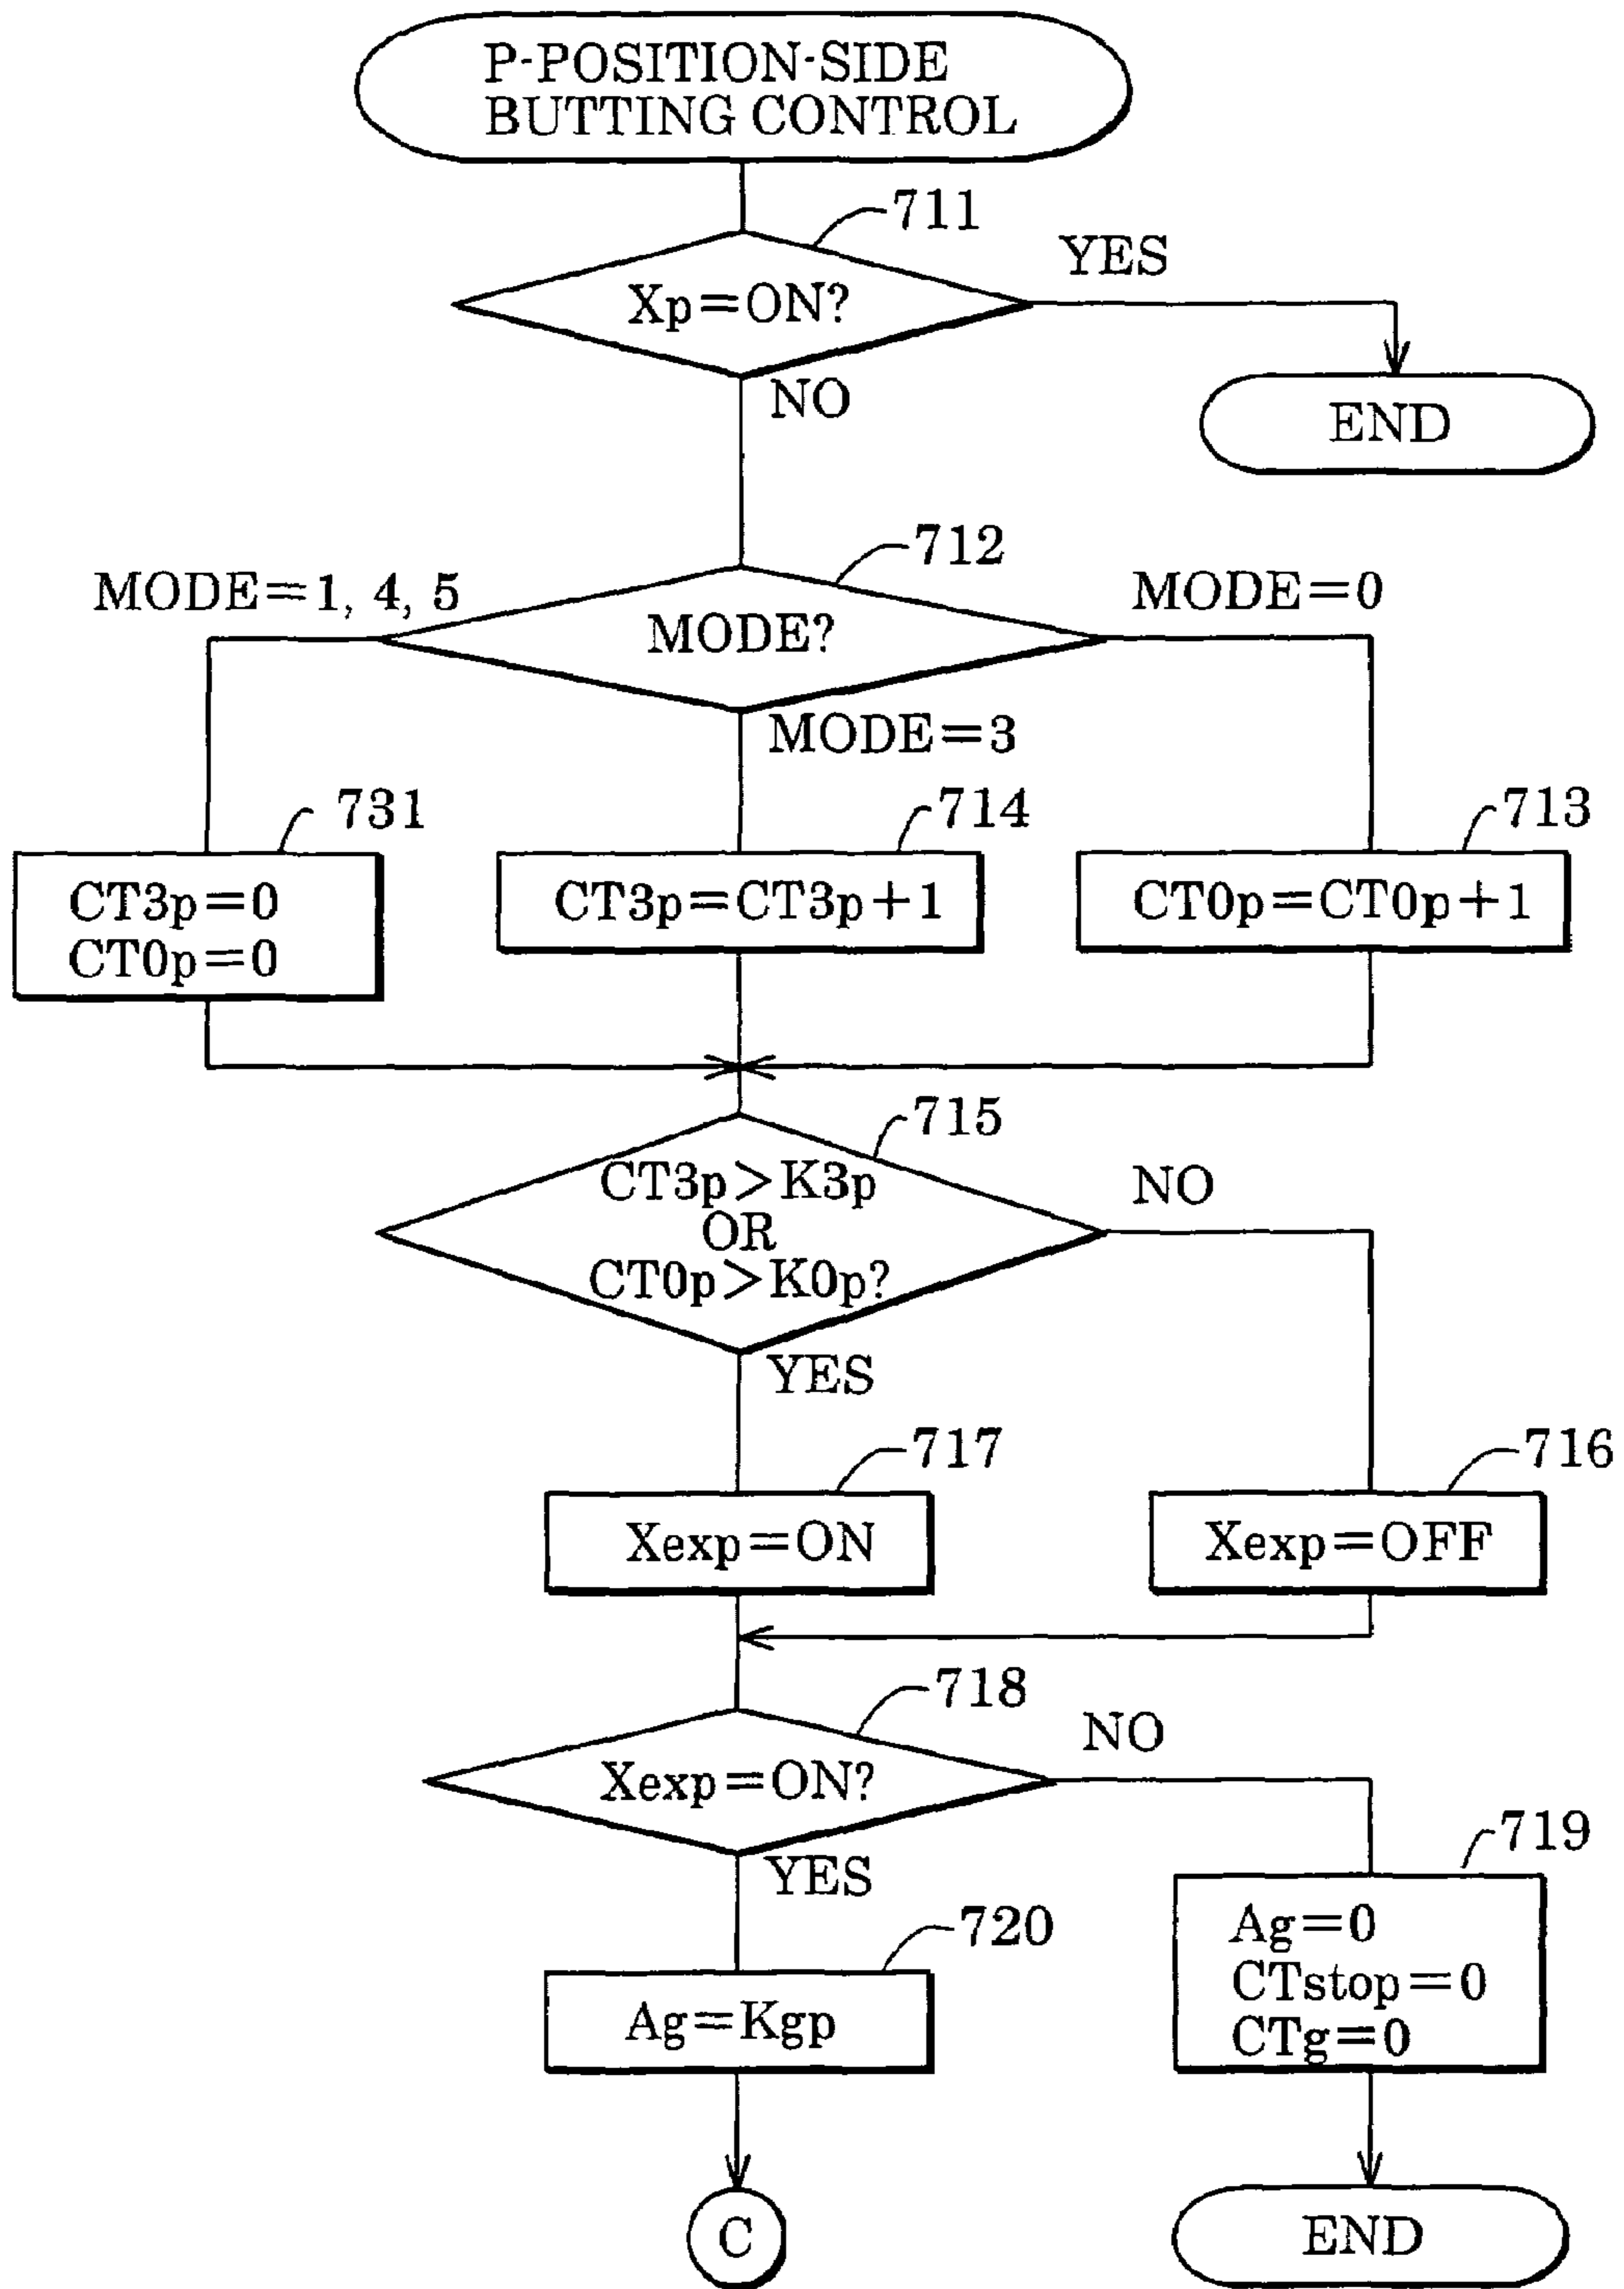 P-POSITION-SIDE
BUTTING CONTROL
711
YES
Xp=ON?
END
NO
712
MODE=1, 4, 5
MODE=0
MODE?
MODE=3
731
714
713
CT3p=0
CT0p=0
CT3p=CT3p+1
CT0p=CT0p+1
715
CT3p>K3p
OR
CT0p>K0p?
NO
YES
717
716
Xexp=ON
Xexp=OFF
718
NO
Xexp=ON?
719
YES
720
Ag=0
CTstop=0
CTg=0
Ag=Kgp
C
END